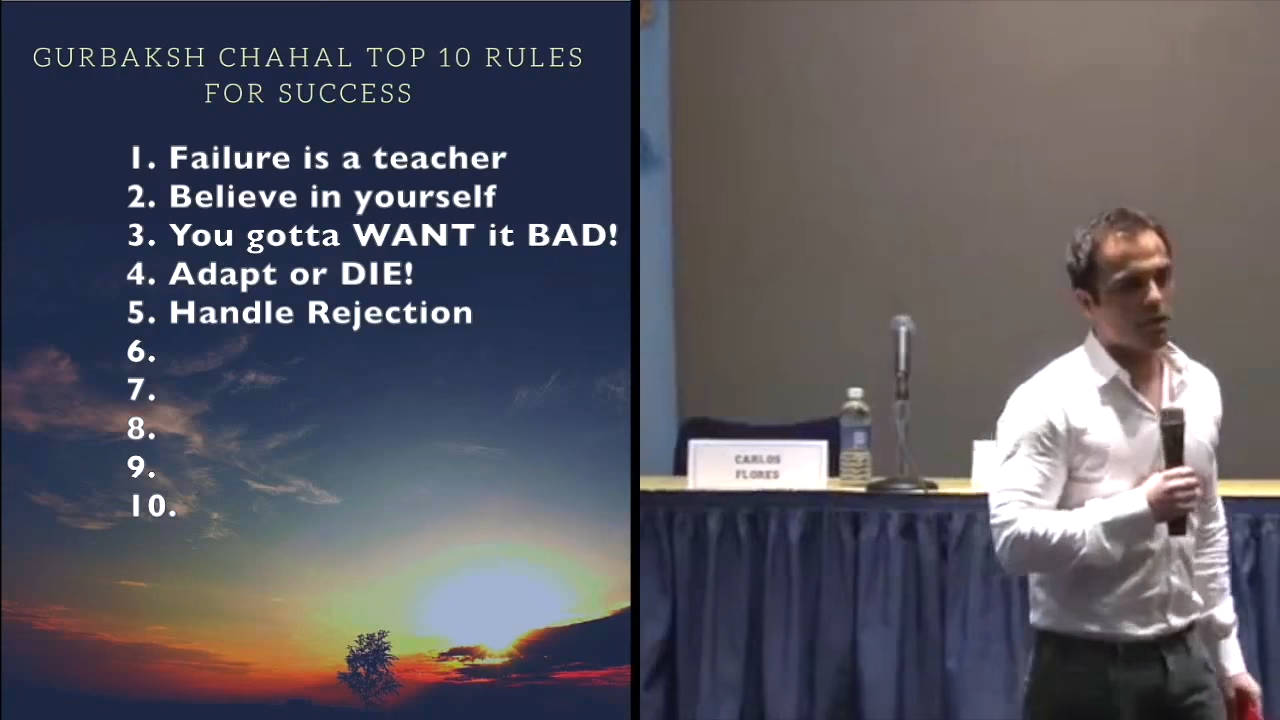 GURBAKSH CHAHAL TOP 10 RULES
FOR SUCCESS
1. Failure is a teacher
2. Believe in yourself
3. You gotta WANT it BAD!
4. Adapt or DIE!
5. Handle Rejection
6.
7.
8.
9.
10.
CARLOS
FLORES